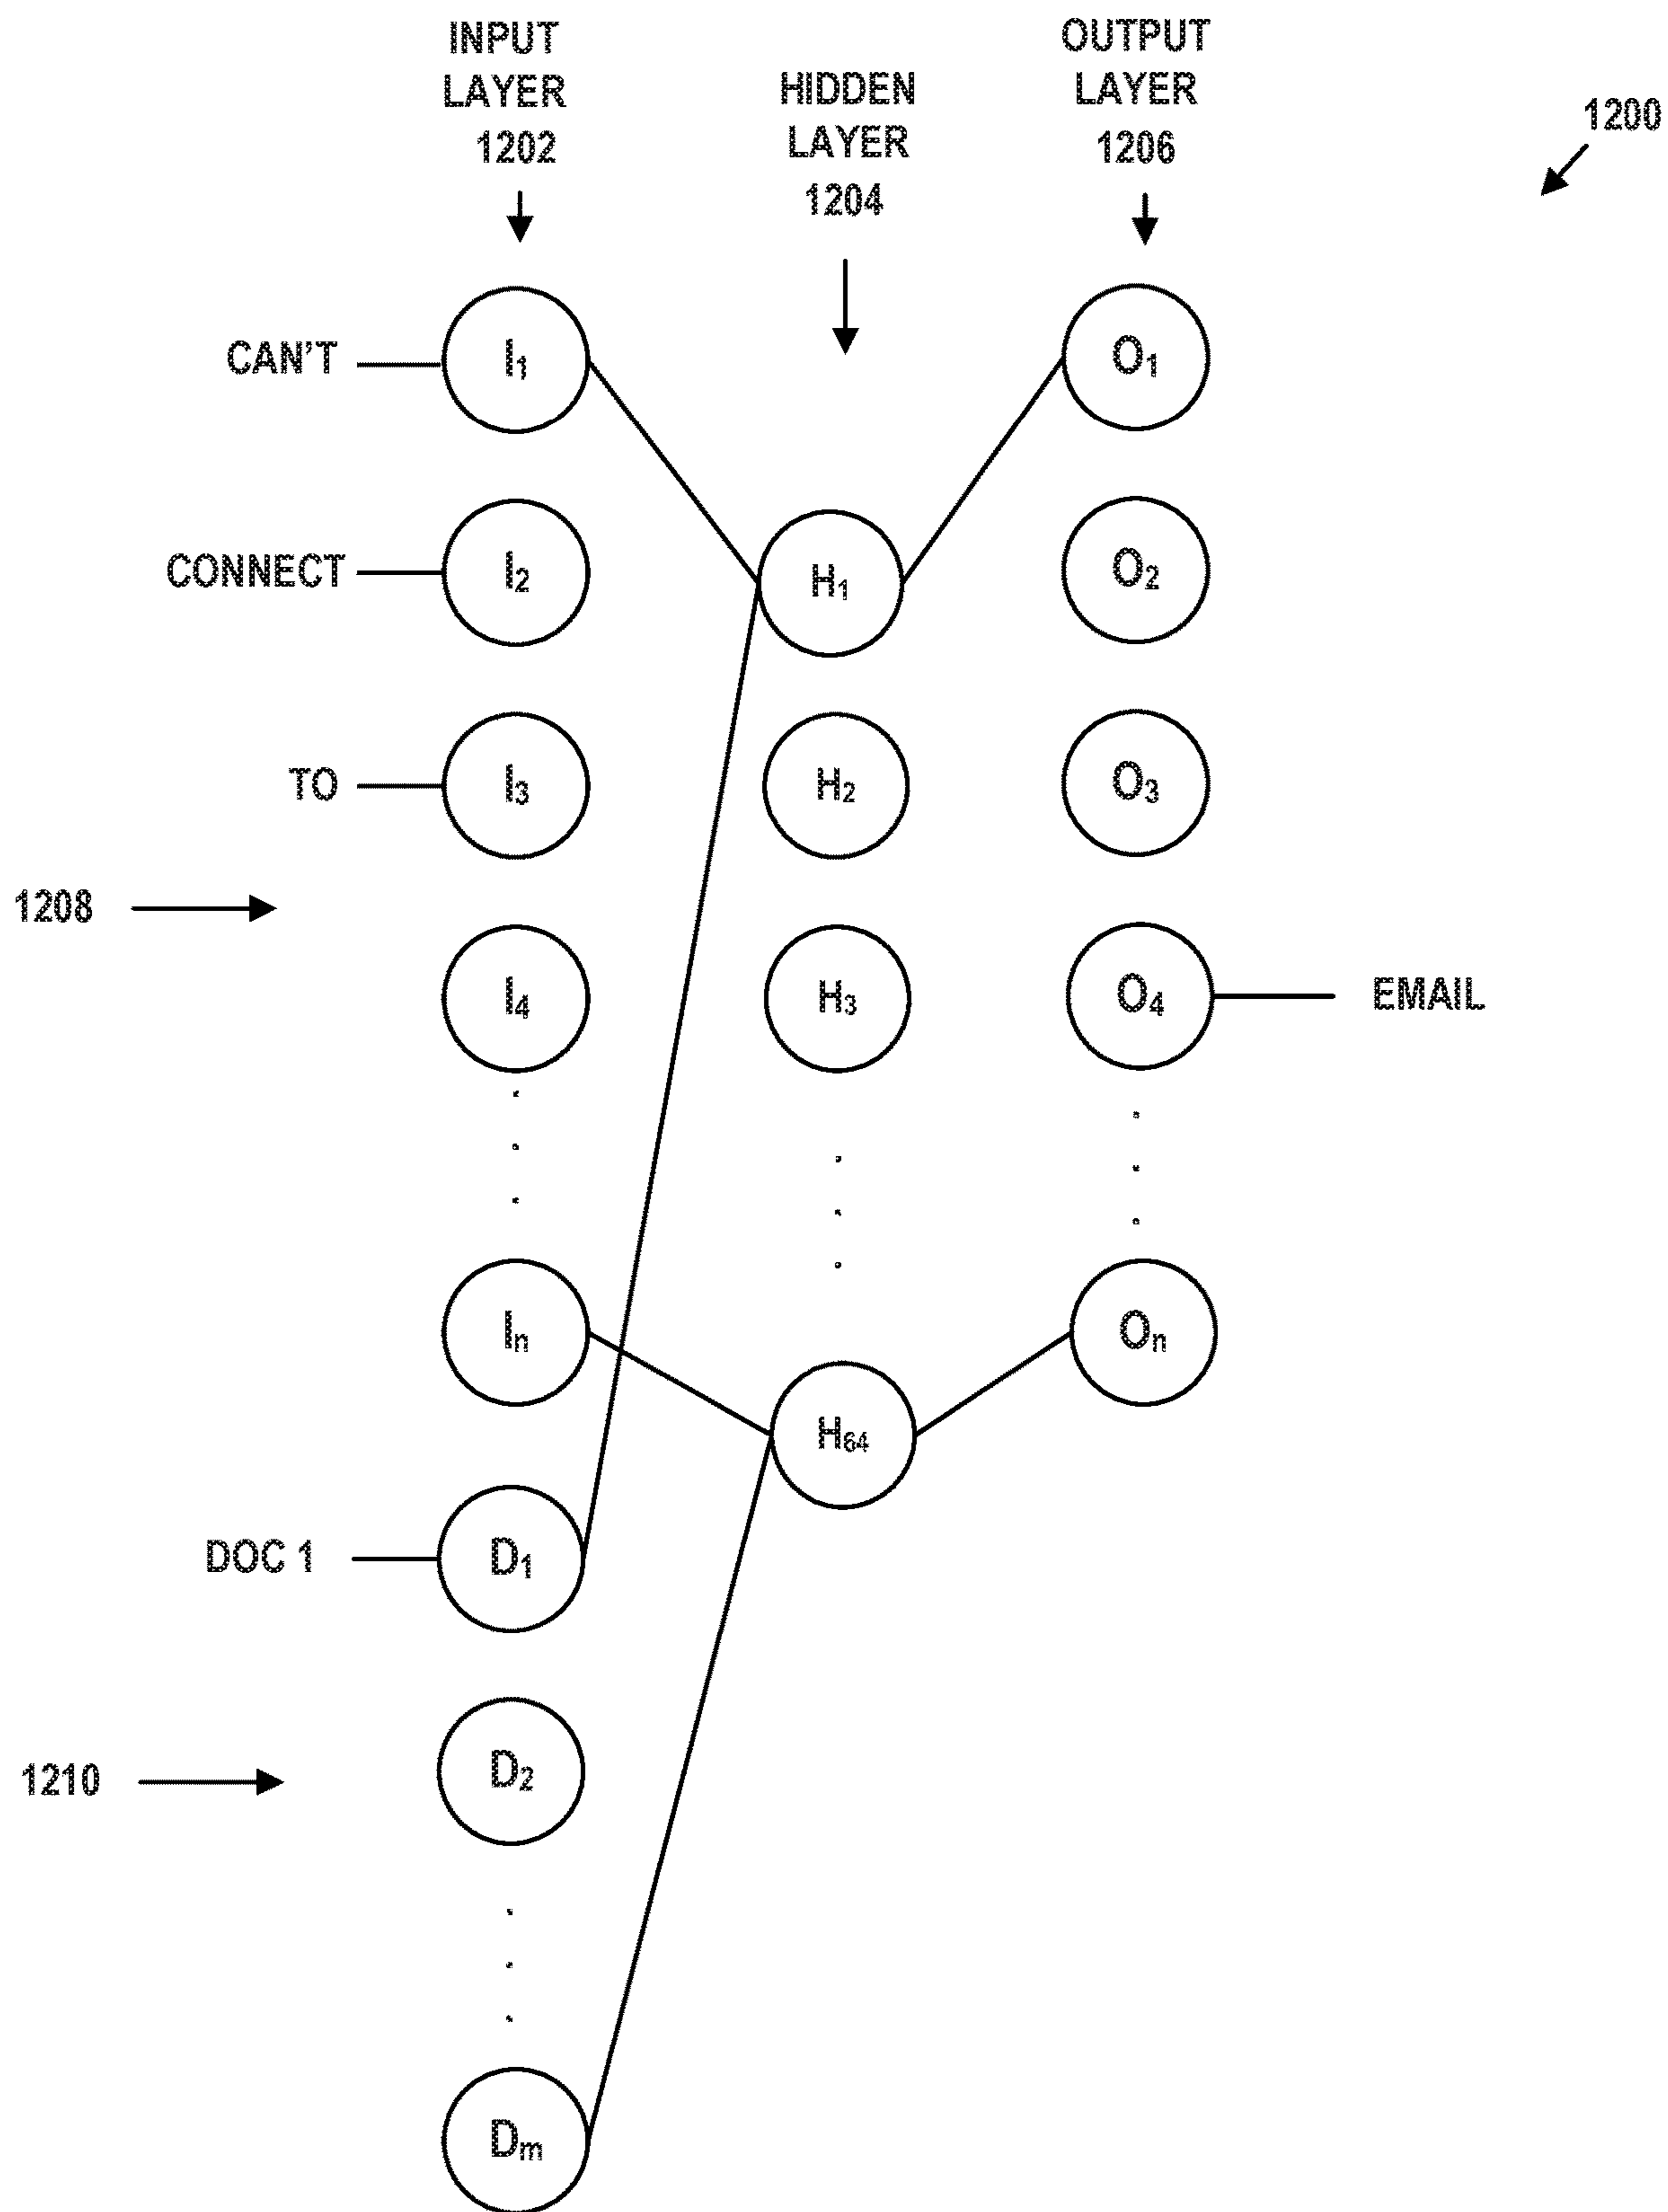 INPUT
LAYER
1202
HIDDEN
LAYER
1204
OUTPUT
LAYER
1206
1200
CAN'T
I₁
O₁
CONNECT
I₂
H₁
O₂
TO
I₃
H₂
O₃
1208
I₄
H₃
O₄
EMAIL
Iₙ
Oₙ
H₆₄
DOC 1
D₁
1210
D₂
Dₘ